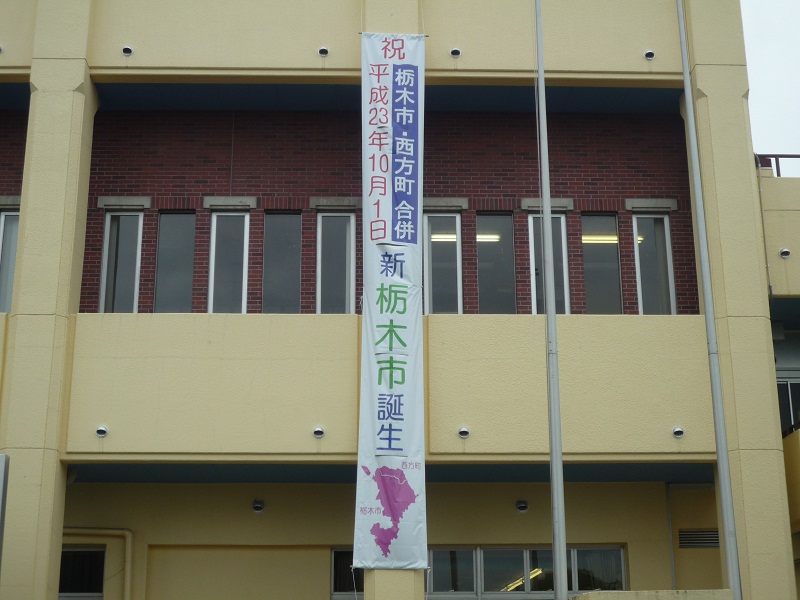 祝
栃木市・西方町 合併
平成23年10月1日
新栃木市誕生
西方町
栃木市